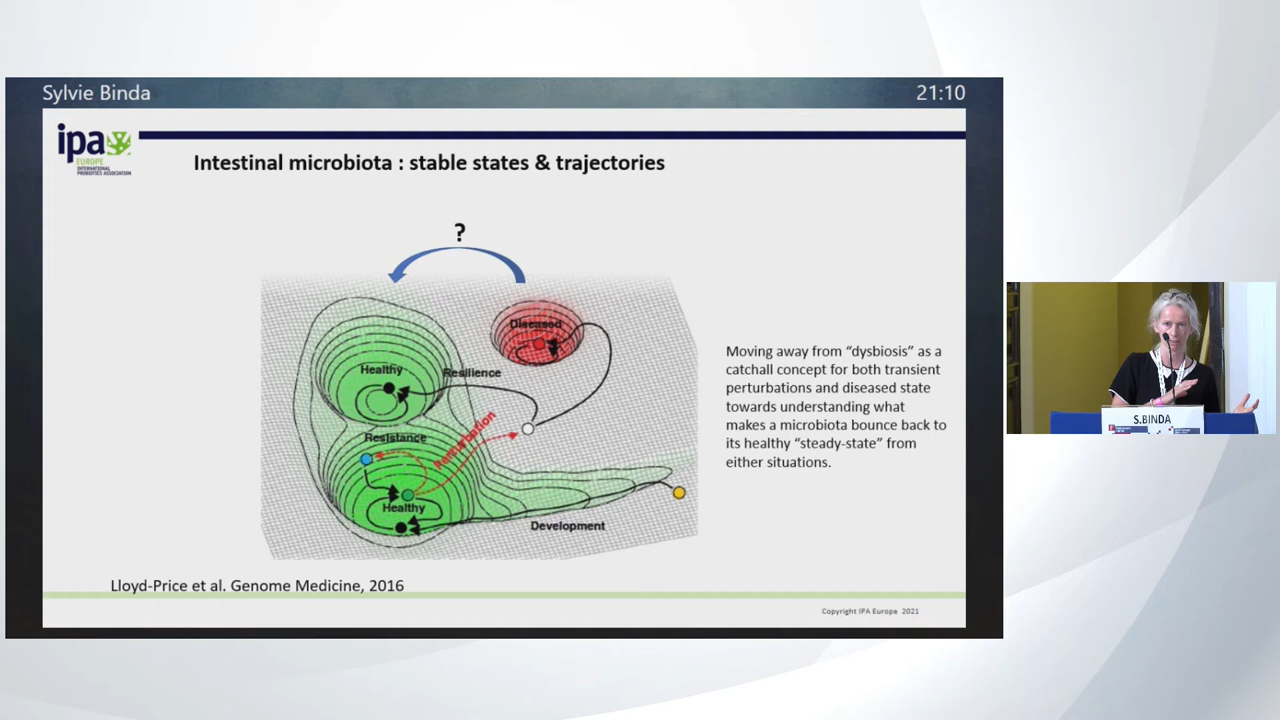 Sylvie Binda
21:10
ipa
EUROPE
INTERNATIONAL
PROBIOTICS ASSOCIATION
Intestinal microbiota : stable states & trajectories
?
Diseased
Healthy
Resilience
Perturbation
Resistance
Healthy
Development
Moving away from “dysbiosis” as a
catchall concept for both transient
perturbations and diseased state
towards understanding what
makes a microbiota bounce back to
its healthy “steady-state” from
either situations.
Lloyd-Price et al. Genome Medicine, 2016
Copyright IPA Europe 2021
S.BINDA